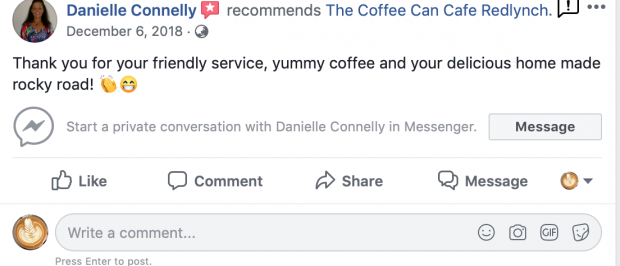 Danielle Connelly recommends The Coffee Can Cafe Redlynch.
December 6, 2018 ·
Thank you for your friendly service, yummy coffee and your delicious home made
rocky road! 👏😁
Start a private conversation with Danielle Connelly in Messenger. Message
Like Comment Share Message
Write a comment... GIF
Press Enter to post.